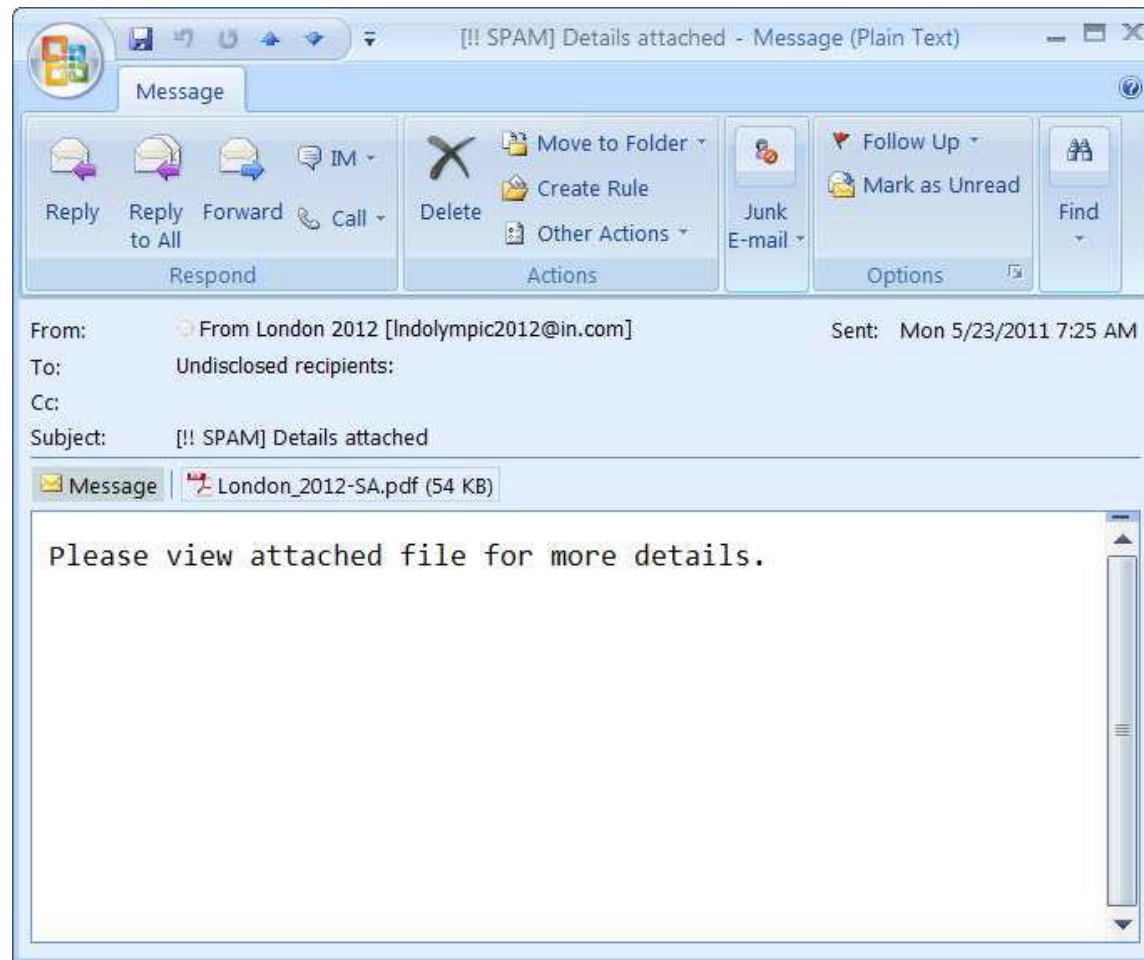 [!! SPAM] Details attached - Message (Plain Text)
Message
Reply
Reply to All
Forward
IM
Call
Respond
Delete
Move to Folder
Create Rule
Other Actions
Actions
Junk E-mail
Follow Up
Mark as Unread
Options
Find
From: From London 2012 [lndolympic2012@in.com] Sent: Mon 5/23/2011 7:25 AM
To: Undisclosed recipients:
Cc:
Subject: [!! SPAM] Details attached
Message London_2012-SA.pdf (54 KB)
Please view attached file for more details.